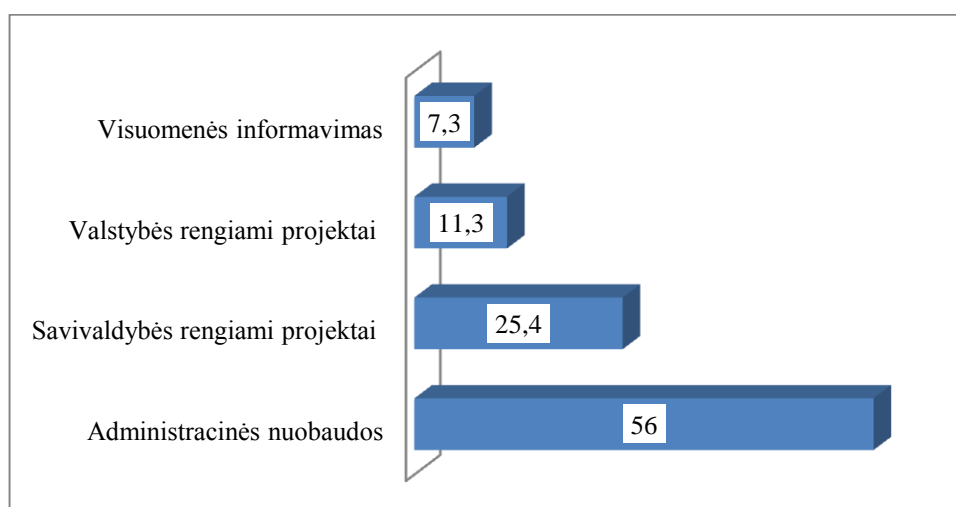 Visuomenės informavimas
7,3
Valstybės rengiami projektai
11,3
Savivaldybės rengiami projektai
25,4
Administracinės nuobaudos
56